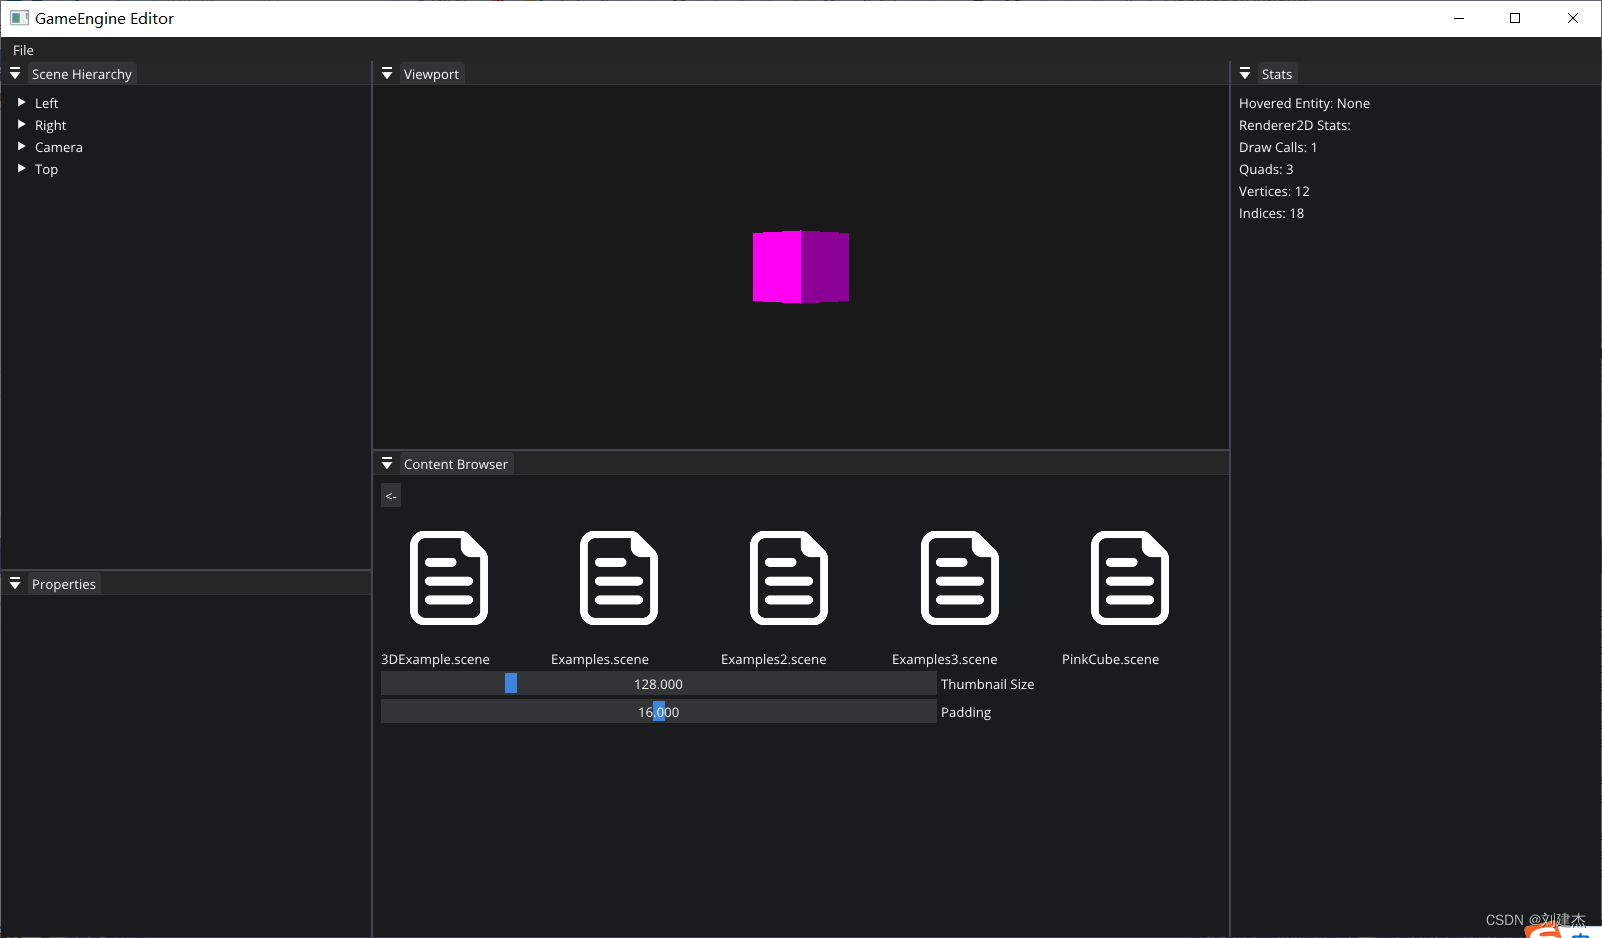 GameEngine Editor
File
Scene Hierarchy
Left
Right
Camera
Top
Properties
Viewport
Content Browser
<-
3DExample.scene
Examples.scene
Examples2.scene
Examples3.scene
PinkCube.scene
128.000 Thumbnail Size
16.000 Padding
Stats
Hovered Entity: None
Renderer2D Stats:
Draw Calls: 1
Quads: 3
Vertices: 12
Indices: 18
CSDN @刘建杰